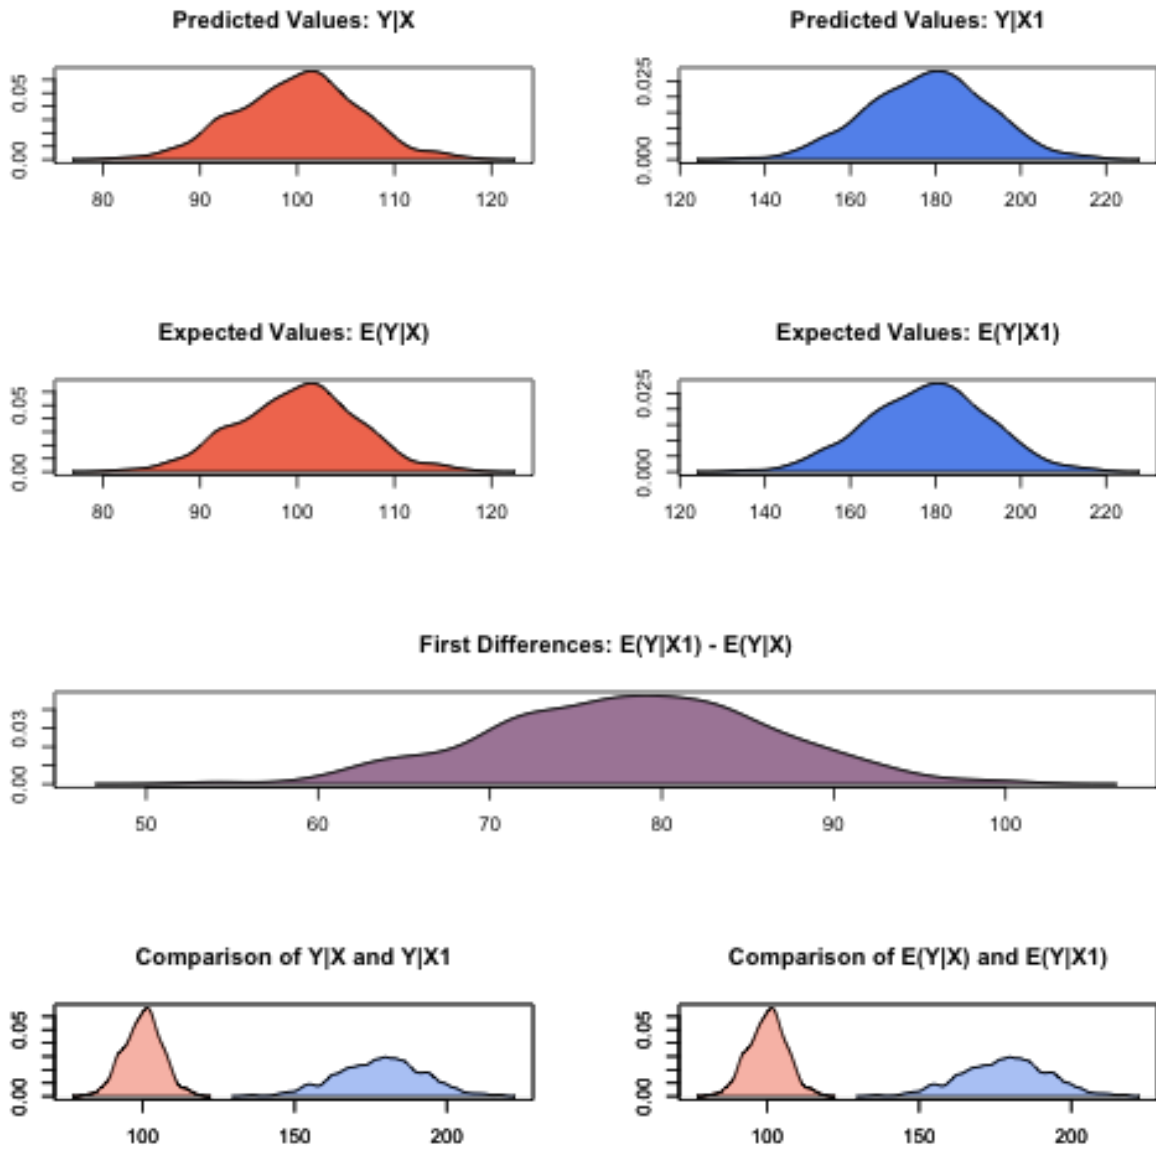 Predicted Values: Y|X
0.05
0.00
80 90 100 110 120
Predicted Values: Y|X1
0.025
0.000
120 140 160 180 200 220
Expected Values: E(Y|X)
0.05
0.00
80 90 100 110 120
Expected Values: E(Y|X1)
0.025
0.000
120 140 160 180 200 220
First Differences: E(Y|X1) - E(Y|X)
0.03
0.00
50 60 70 80 90 100
Comparison of Y|X and Y|X1
0.05
0.00
100 150 200
Comparison of E(Y|X) and E(Y|X1)
0.05
0.00
100 150 200